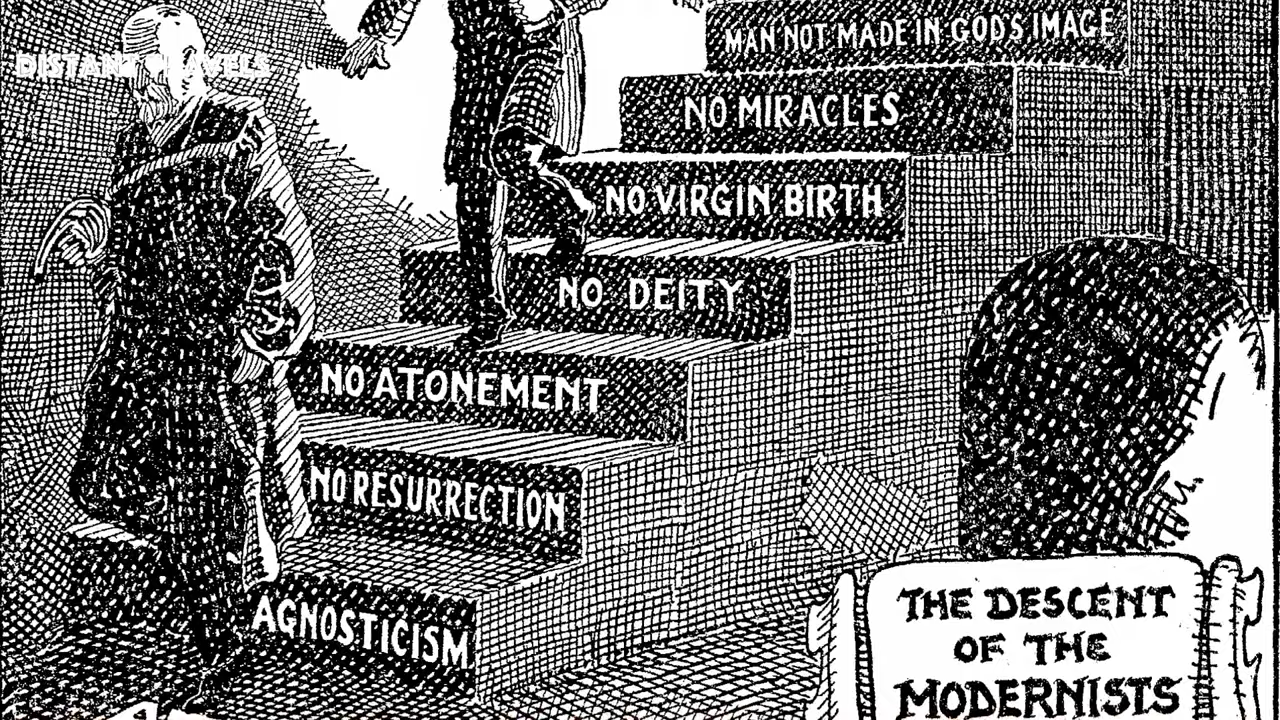 MAN NOT MADE IN GOD'S IMAGE
DISTANT
NO MIRACLES
NO VIRGIN BIRTH
NO DEITY
NO ATONEMENT
NO RESURRECTION
AGNOSTICISM
THE DESCENT
OF THE
MODERNISTS